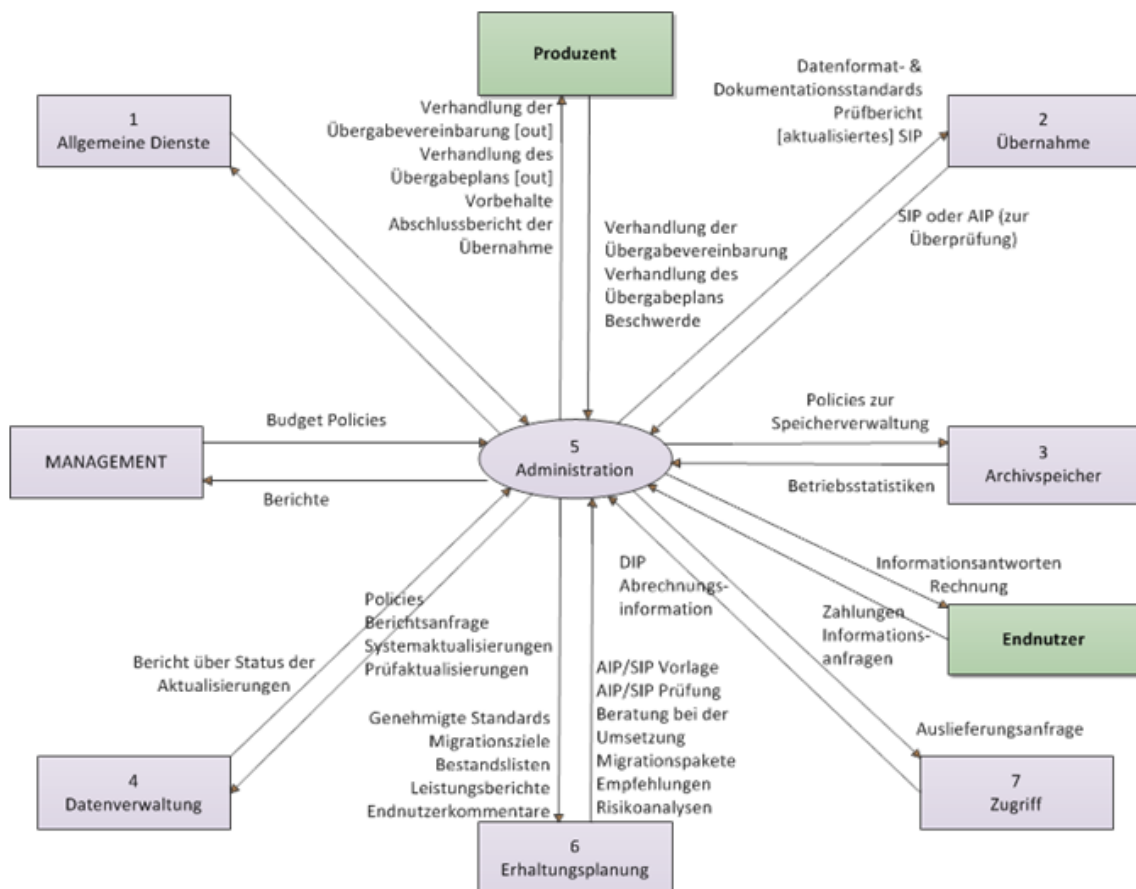 Produzent
1
Allgemeine Dienste
Verhandlung der
Übergabevereinbarung [out]
Verhandlung des
Übergabeplans [out]
Vorbehalte
Abschlussbericht der
Übernahme
Verhandlung der
Übergabevereinbarung
Verhandlung des
Übergabeplans
Beschwerde
Datenformat- &
Dokumentationsstandards
Prüfbericht
[aktualisiertes] SIP
2
Übernahme
SIP oder AIP (zur
Überprüfung)
MANAGEMENT
Budget Policies
Berichte
5
Administration
Policies zur
Speicherverwaltung
Betriebsstatistiken
3
Archivspeicher
Informationsantworten
Rechnung
Zahlungen
Informations-
anfragen
Endnutzer
DIP
Abrechnungs-
information
Auslieferungsanfrage
7
Zugriff
Policies
Berichtsanfrage
Systemaktualisierungen
Prüfaktualisierungen
Bericht über Status der
Aktualisierungen
4
Datenverwaltung
Genehmigte Standards
Migrationsziele
Bestandslisten
Leistungsberichte
Endnutzerkommentare
AIP/SIP Vorlage
AIP/SIP Prüfung
Beratung bei der
Umsetzung
Migrationspakete
Empfehlungen
Risikoanalysen
6
Erhaltungsplanung